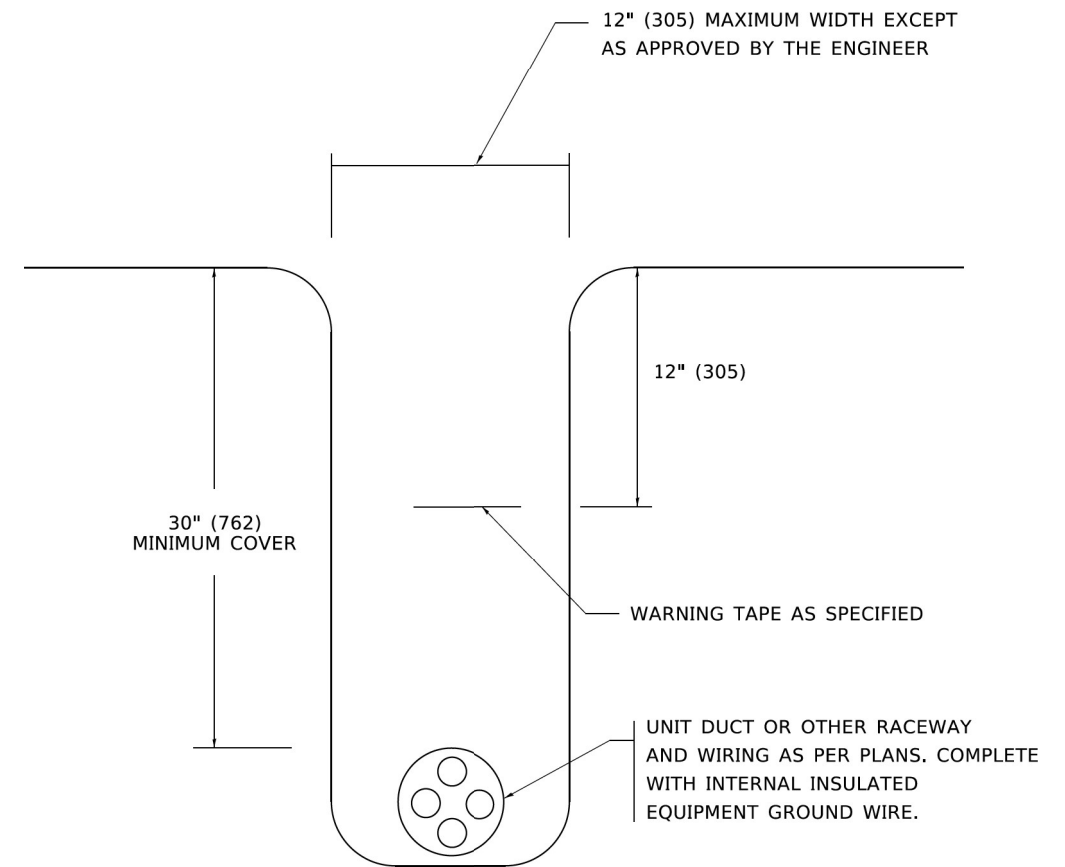 12" (305) MAXIMUM WIDTH EXCEPT
AS APPROVED BY THE ENGINEER
12" (305)
30" (762)
MINIMUM COVER
WARNING TAPE AS SPECIFIED
UNIT DUCT OR OTHER RACEWAY
AND WIRING AS PER PLANS. COMPLETE
WITH INTERNAL INSULATED
EQUIPMENT GROUND WIRE.